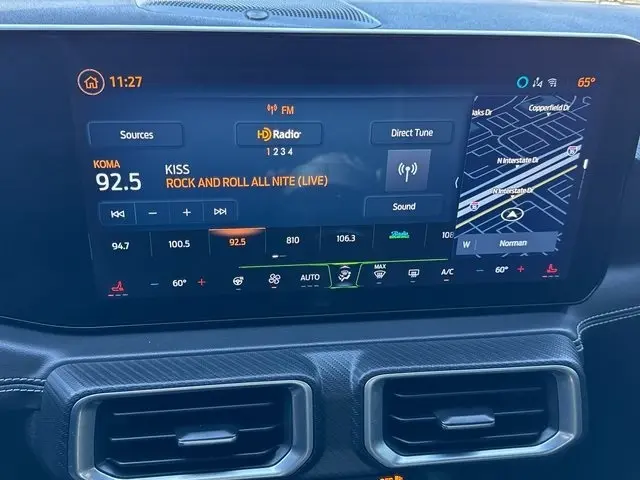 11:27
65°
FM
Sources
HD Radio
Direct Tune
1 2 3 4
KOMA
92.5
KISS
ROCK AND ROLL ALL NITE (LIVE)
Sound
94.7
100.5
92.5
810
106.3
60°
AUTO
MAX
A/C
60°
Copperfield Dr
N Interstate Dr
N Interstate Dr
W
Norman